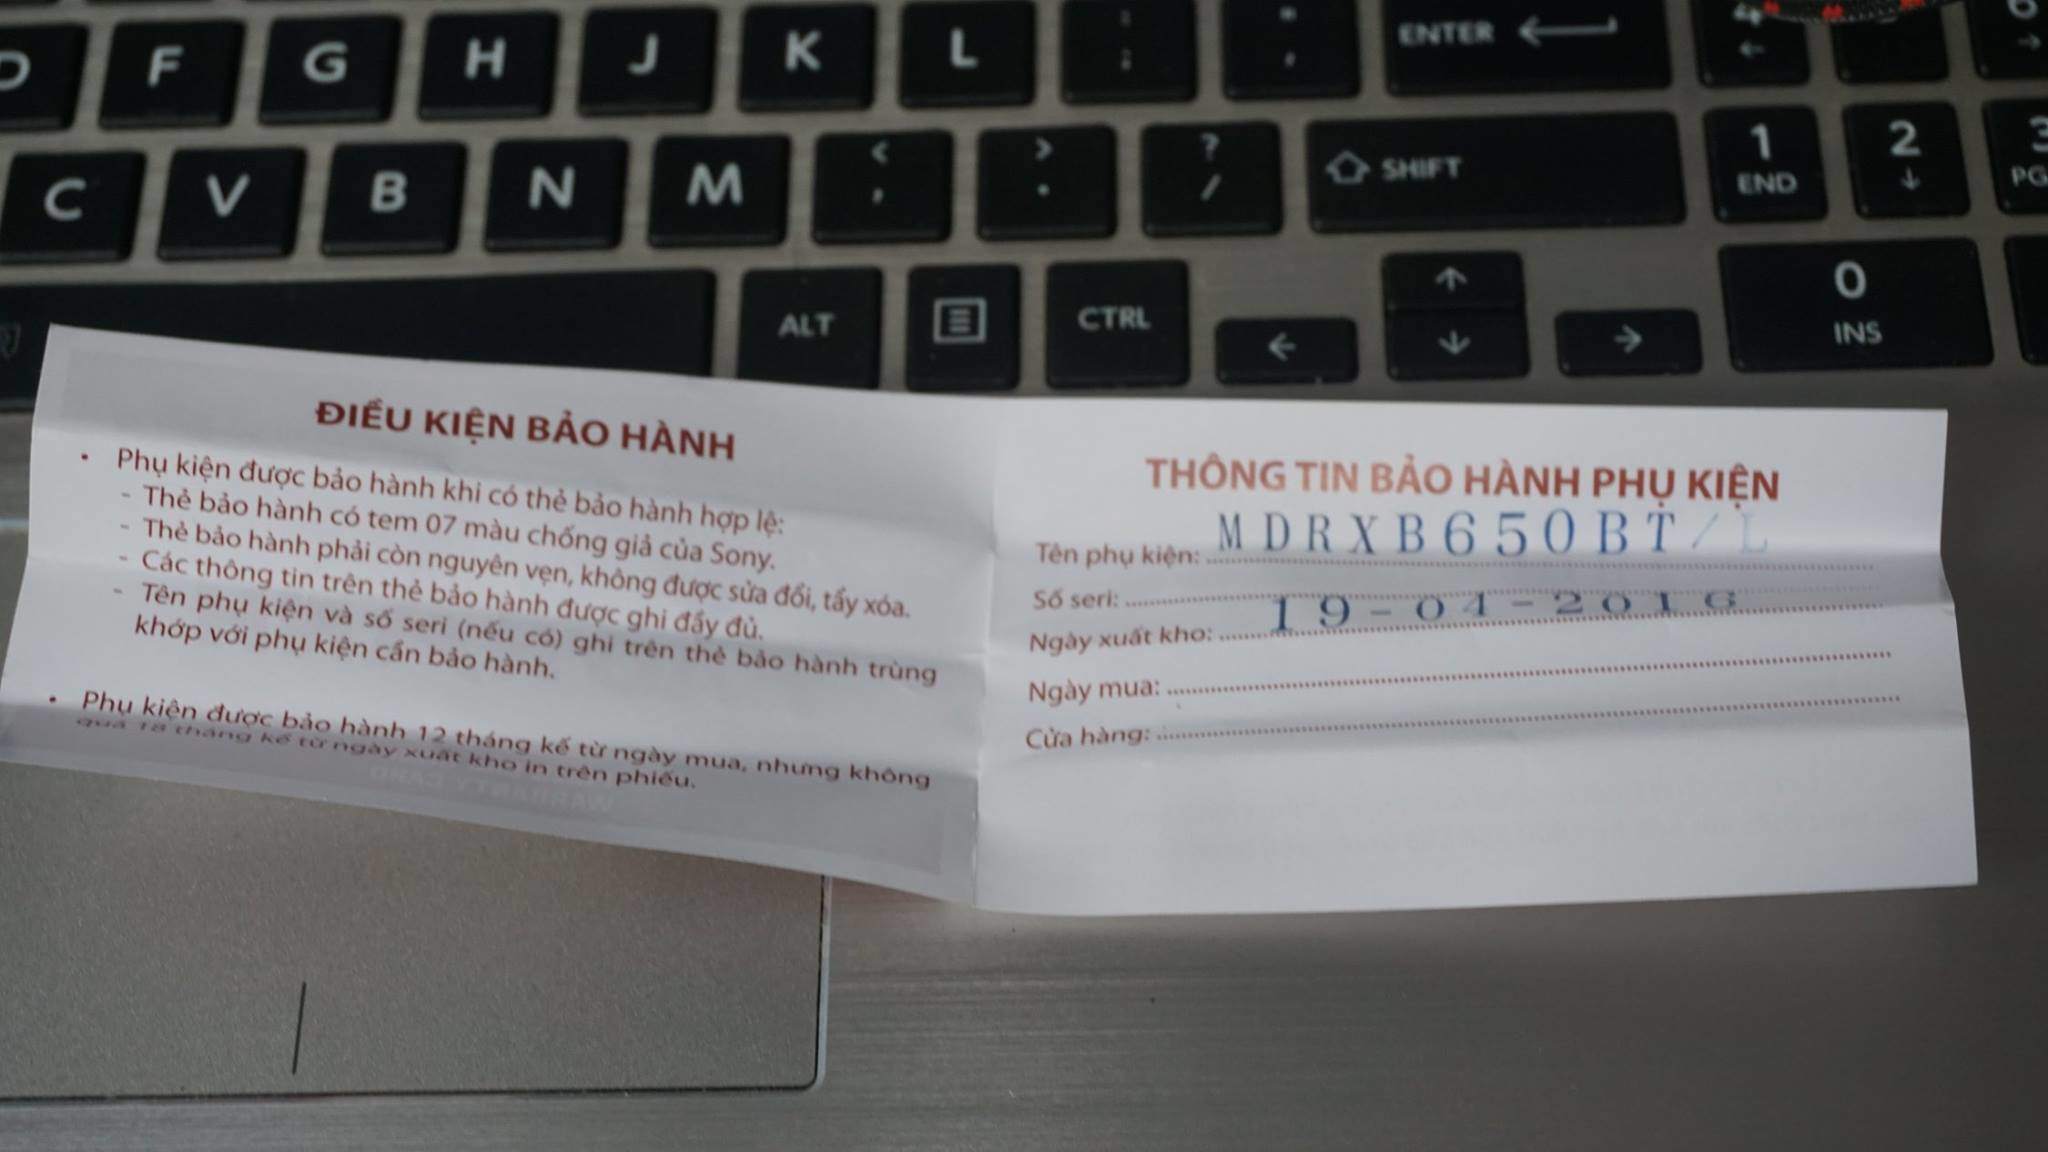 D F G H J K L : ; " ' ENTER
C V B N M < , > . ? / SHIFT 1 END 2 3 PG
ALT CTRL 0 INS
ĐIỀU KIỆN BẢO HÀNH
• Phụ kiện được bảo hành khi có thẻ bảo hành hợp lệ:
- Thẻ bảo hành có tem 07 màu chống giả của Sony.
- Thẻ bảo hành phải còn nguyên vẹn, không được sửa đổi, tẩy xóa.
- Các thông tin trên thẻ bảo hành được ghi đầy đủ.
- Tên phụ kiện và số seri (nếu có) ghi trên thẻ bảo hành trùng
khớp với phụ kiện cần bảo hành.
• Phụ kiện được bảo hành 12 tháng kể từ ngày mua, nhưng không
quá 18 tháng kể từ ngày xuất kho in trên phiếu.
THÔNG TIN BẢO HÀNH PHỤ KIỆN
Tên phụ kiện: MDRXB650BT/L
Số seri:
Ngày xuất kho: 19-04-2016
Ngày mua:
Cửa hàng: